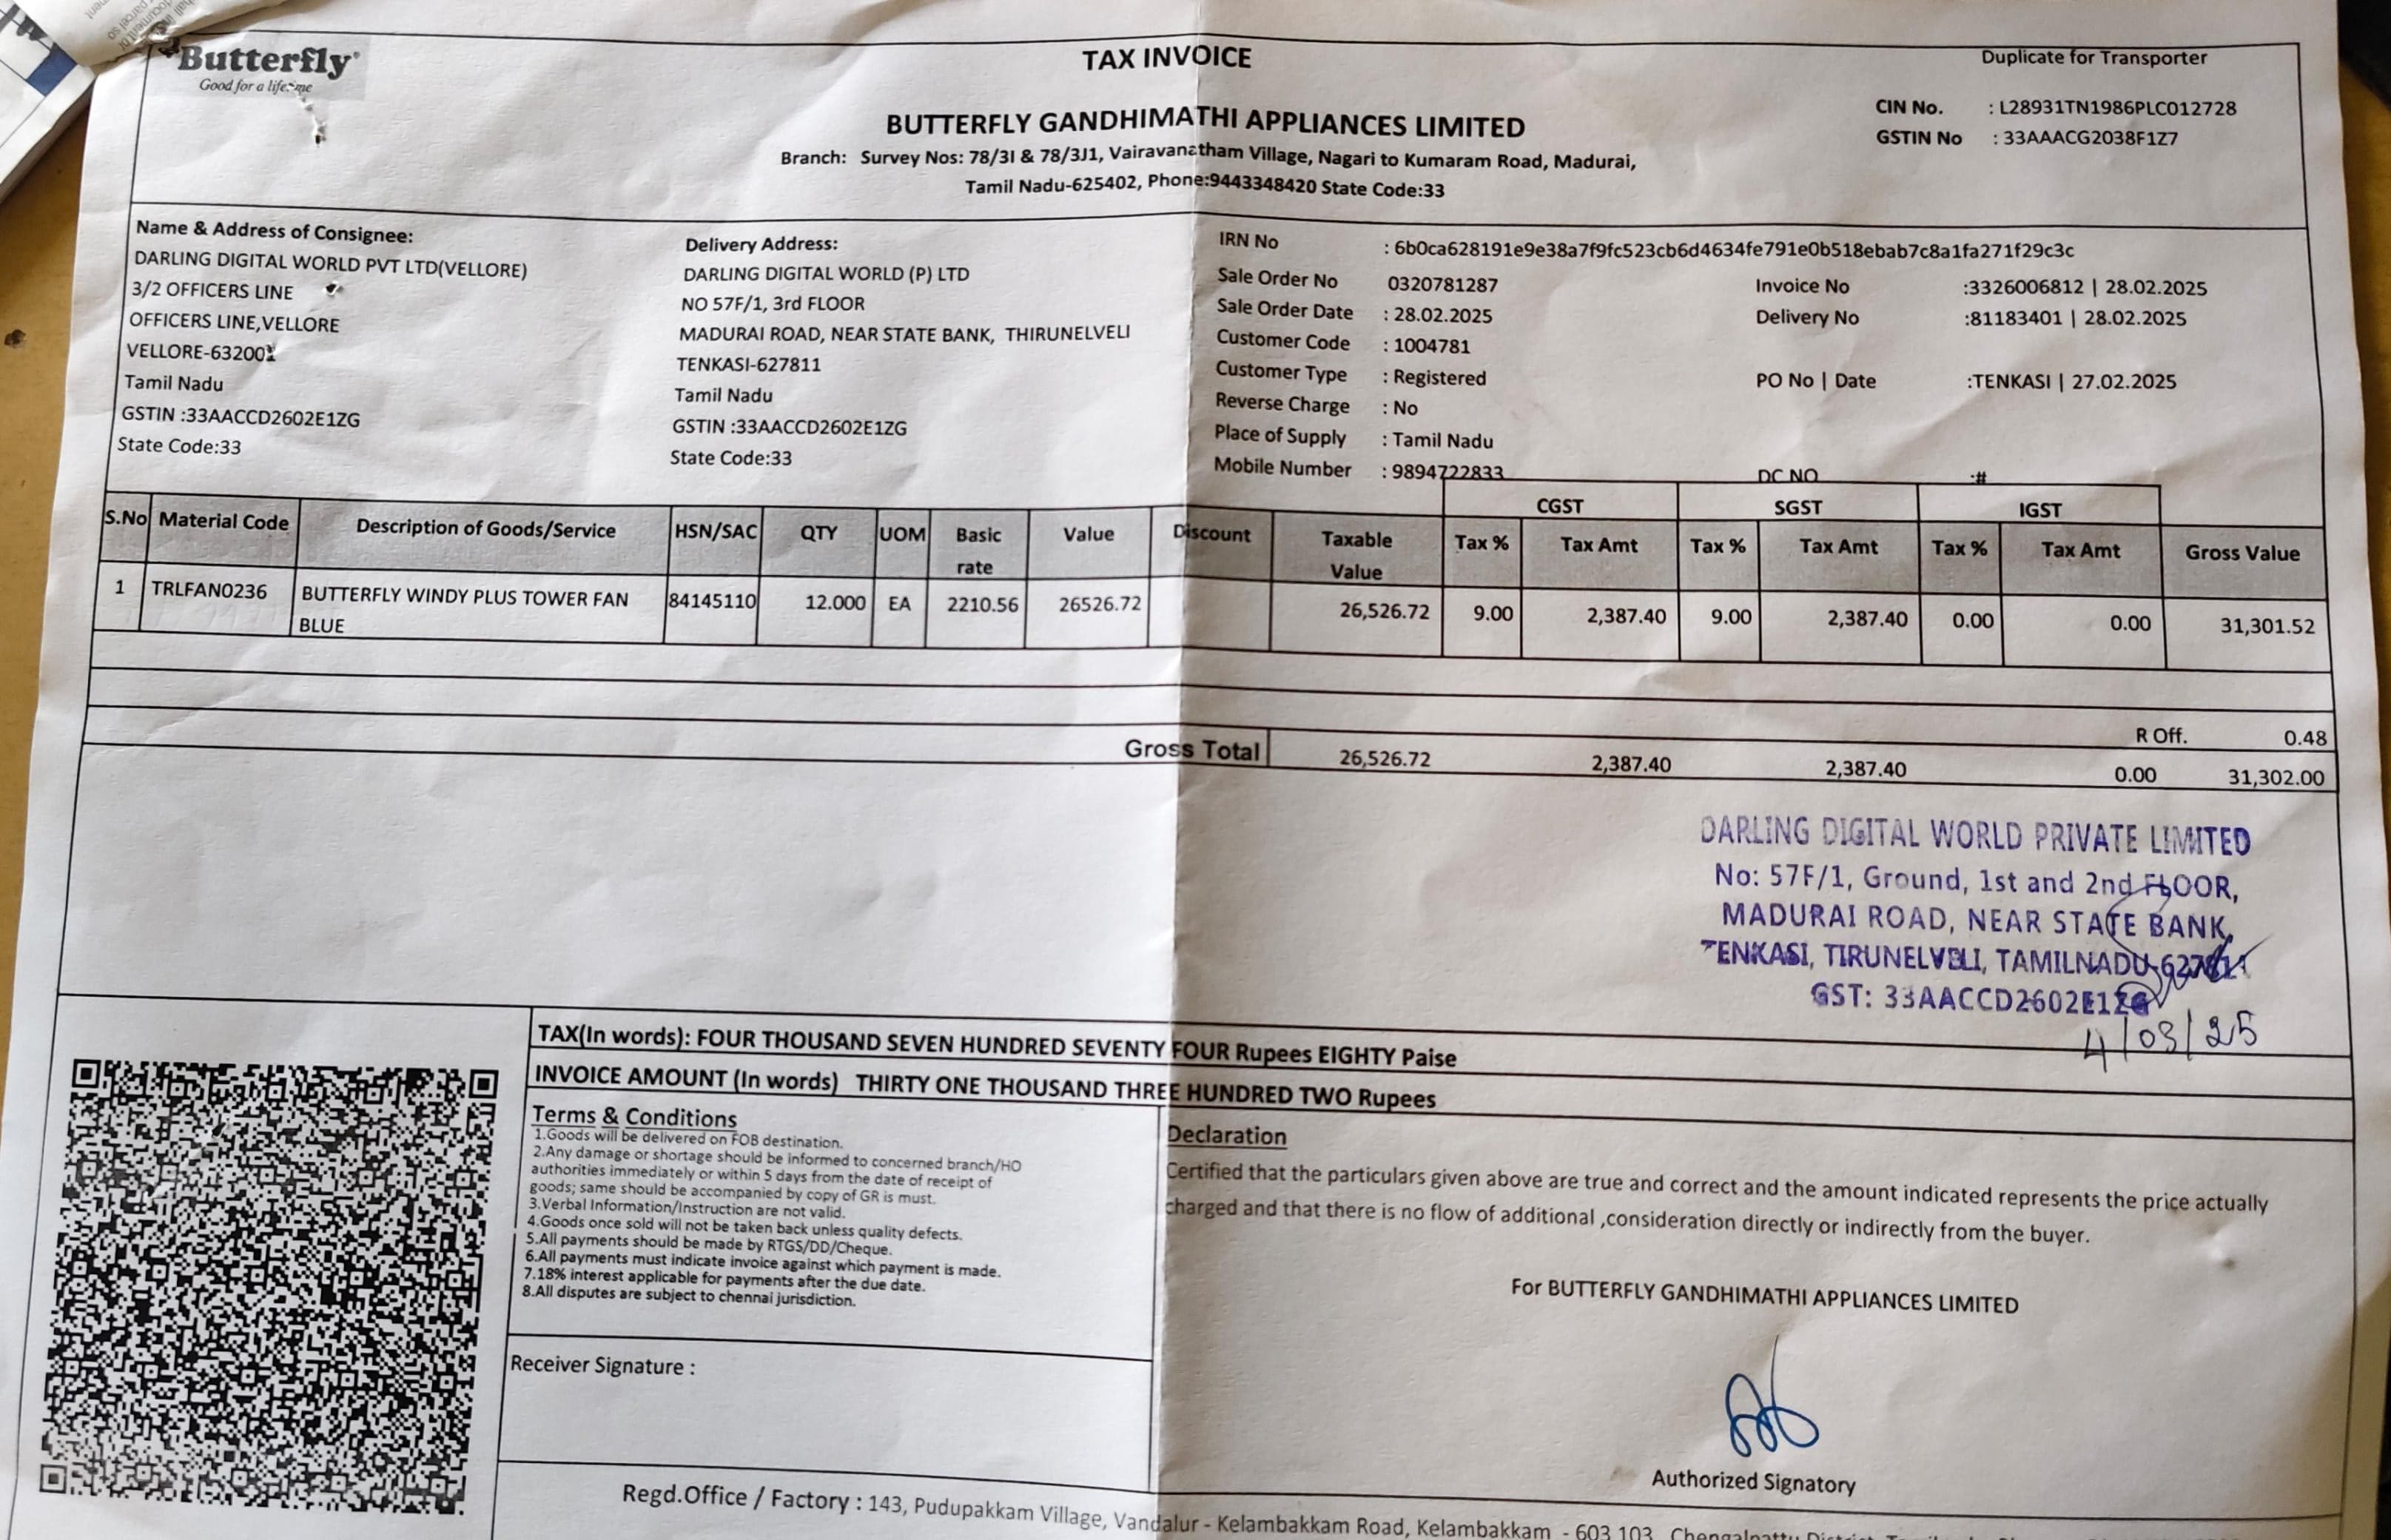 Butterfly
Good for a lifetime
TAX INVOICE
Duplicate for Transporter
BUTTERFLY GANDHIMATHI APPLIANCES LIMITED
Branch: Survey Nos: 78/3I & 78/3J1, Vairavanatham Village, Nagari to Kumaram Road, Madurai,
Tamil Nadu-625402, Phone:9443348420 State Code:33
CIN No. : L28931TN1986PLC012728
GSTIN No : 33AAACG2038F1Z7
Name & Address of Consignee:
DARLING DIGITAL WORLD PVT LTD(VELLORE)
3/2 OFFICERS LINE
OFFICERS LINE,VELLORE
VELLORE-632001
Tamil Nadu
GSTIN :33AACCD2602E1ZG
State Code:33
Delivery Address:
DARLING DIGITAL WORLD (P) LTD
NO 57F/1, 3rd FLOOR
MADURAI ROAD, NEAR STATE BANK, THIRUNELVELI
TENKASI-627811
Tamil Nadu
GSTIN :33AACCD2602E1ZG
State Code:33
IRN No : 6b0ca628191e9e38a7f9fc523cb6d4634fe791e0b518ebab7c8a1fa271f29c3c
Sale Order No 0320781287
Sale Order Date : 28.02.2025
Customer Code : 1004781
Customer Type : Registered
Reverse Charge : No
Place of Supply : Tamil Nadu
Mobile Number : 9894722833
Invoice No :3326006812 | 28.02.2025
Delivery No :81183401 | 28.02.2025
PO No | Date :TENKASI | 27.02.2025
DC NO :#
CGST SGST IGST
S.No Material Code Description of Goods/Service HSN/SAC QTY UOM Basic rate Value Discount Taxable Value Tax % Tax Amt Tax % Tax Amt Tax % Tax Amt Gross Value
1 TRLFAN0236 BUTTERFLY WINDY PLUS TOWER FAN 84145110 12.000 EA 2210.56 26526.72 26,526.72 9.00 2,387.40 9.00 2,387.40 0.00 0.00 31,301.52
BLUE
R Off. 0.48
Gross Total 26,526.72 2,387.40 2,387.40 0.00 31,302.00
DARLING DIGITAL WORLD PRIVATE LIMITED
No: 57F/1, Ground, 1st and 2nd FLOOR,
MADURAI ROAD, NEAR STATE BANK,
TENKASI, TIRUNELVELI, TAMILNADU-627811
GST: 33AACCD2602E1ZG
4/03/25
TAX(In words): FOUR THOUSAND SEVEN HUNDRED SEVENTY FOUR Rupees EIGHTY Paise
INVOICE AMOUNT (In words) THIRTY ONE THOUSAND THREE HUNDRED TWO Rupees
Terms & Conditions
1.Goods will be delivered on FOB destination.
2.Any damage or shortage should be informed to concerned branch/HO
authorities immediately or within 5 days from the date of receipt of
goods; same should be accompanied by copy of GR is must.
3.Verbal Information/Instruction are not valid.
4.Goods once sold will not be taken back unless quality defects.
5.All payments should be made by RTGS/DD/Cheque.
6.All payments must indicate invoice against which payment is made.
7.18% interest applicable for payments after the due date.
8.All disputes are subject to chennai jurisdiction.
Receiver Signature :
Declaration
Certified that the particulars given above are true and correct and the amount indicated represents the price actually
charged and that there is no flow of additional ,consideration directly or indirectly from the buyer.
For BUTTERFLY GANDHIMATHI APPLIANCES LIMITED
Authorized Signatory
Regd.Office / Factory : 143, Pudupakkam Village, Vandalur - Kelambakkam Road, Kelambakkam - 603 103